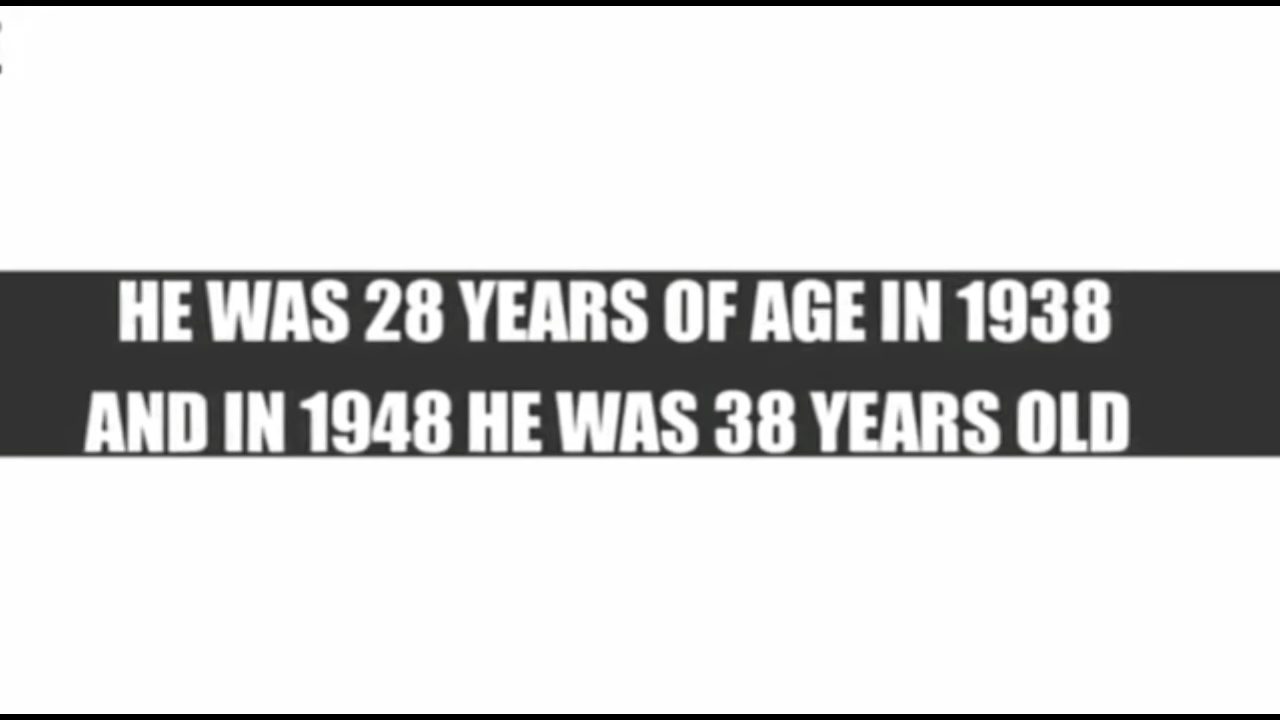 HE WAS 28 YEARS OF AGE IN 1938
AND IN 1948 HE WAS 38 YEARS OLD